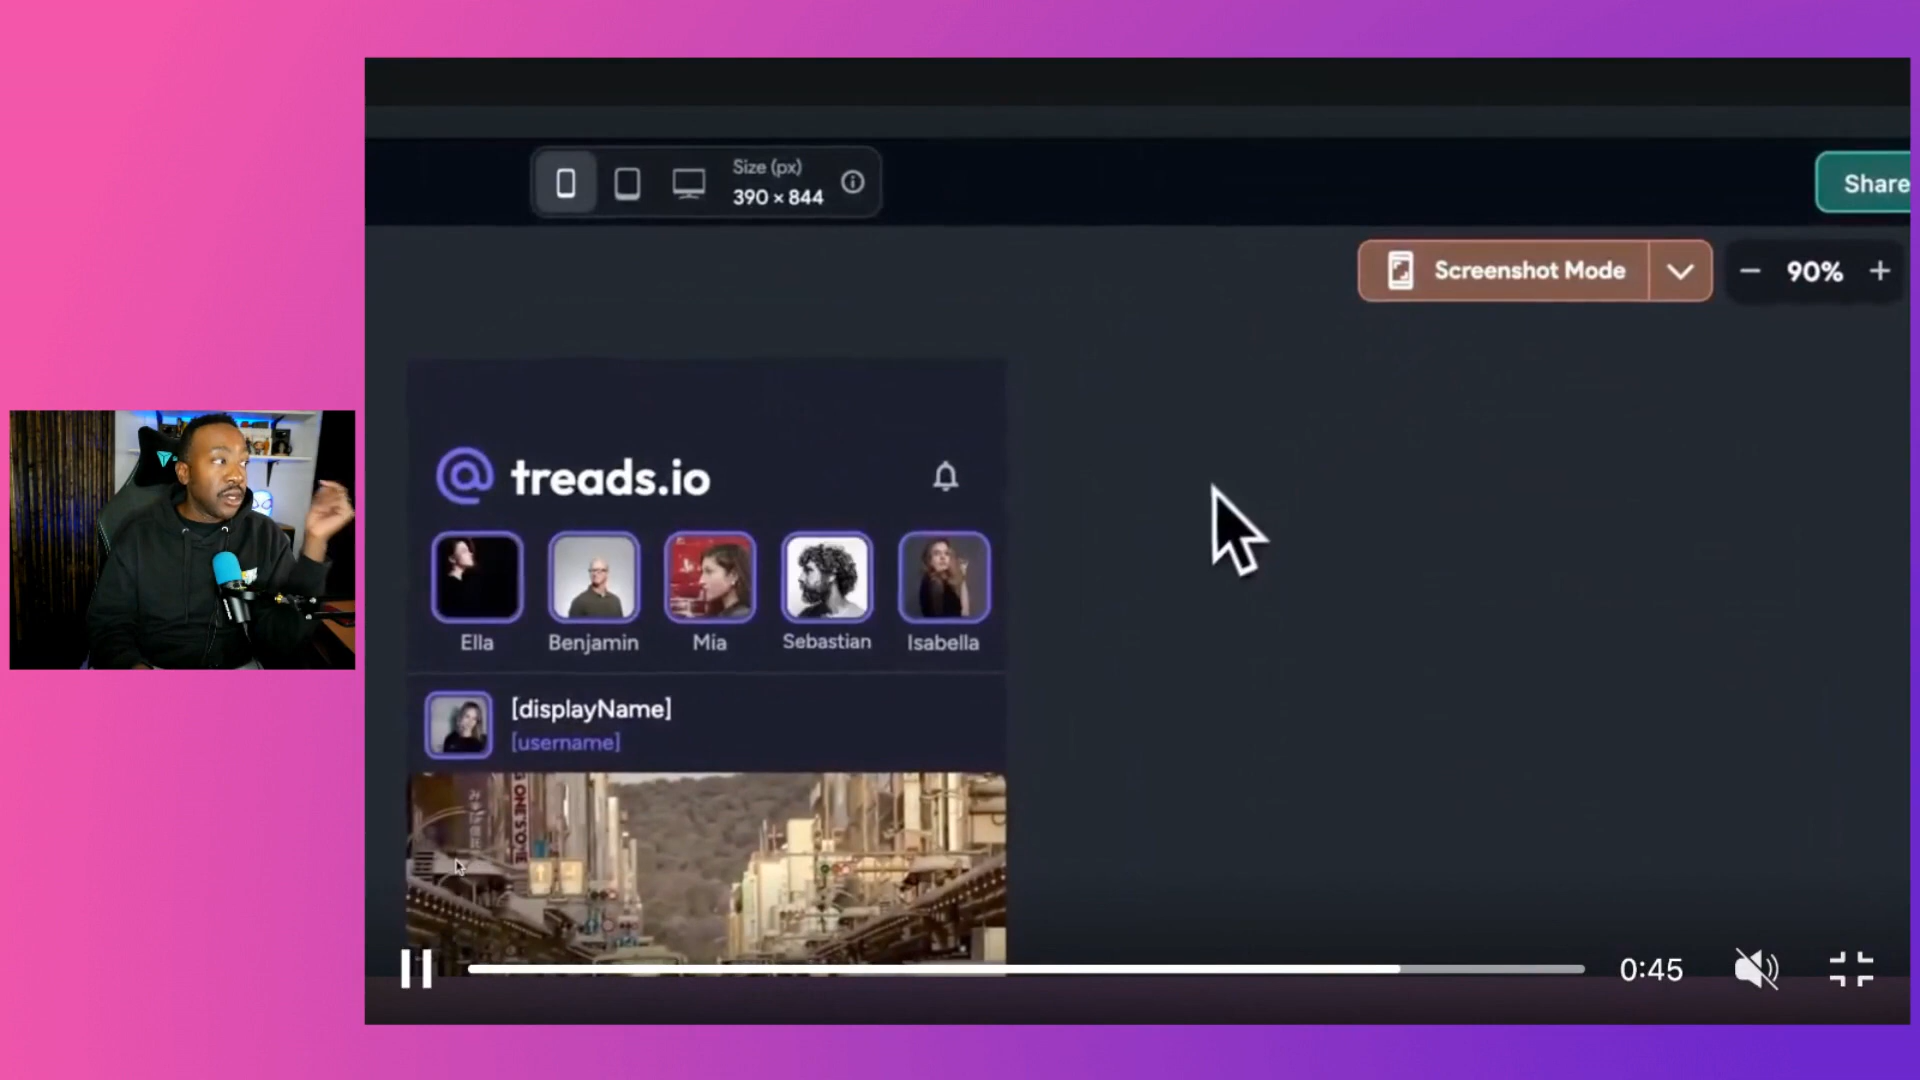 Size (px)
390 × 844
Share
Screenshot Mode
90%
@ treads.io
Ella
Benjamin
Mia
Sebastian
Isabella
[displayName]
[username]
ONE'S
0:45